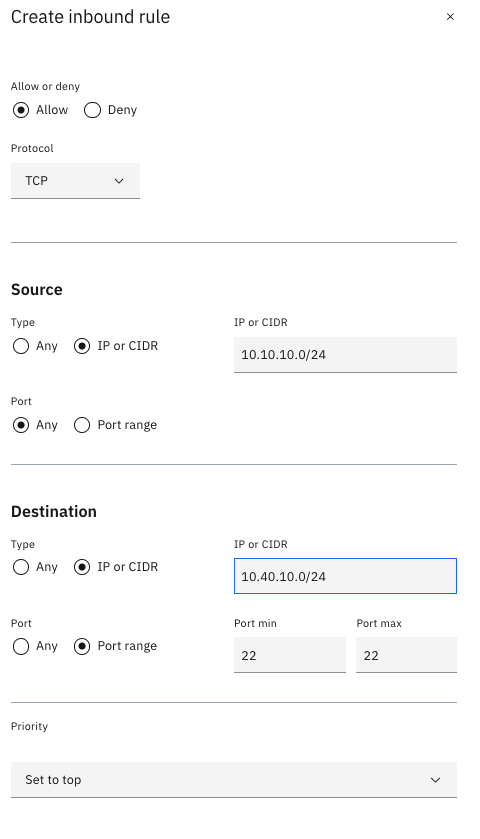 Create inbound rule
Allow or deny
Allow Deny
Protocol
TCP
Source
Type IP or CIDR
Any IP or CIDR 10.10.10.0/24
Port
Any Port range
Destination
Type IP or CIDR
Any IP or CIDR 10.40.10.0/24
Port Port min Port max
Any Port range 22 22
Priority
Set to top